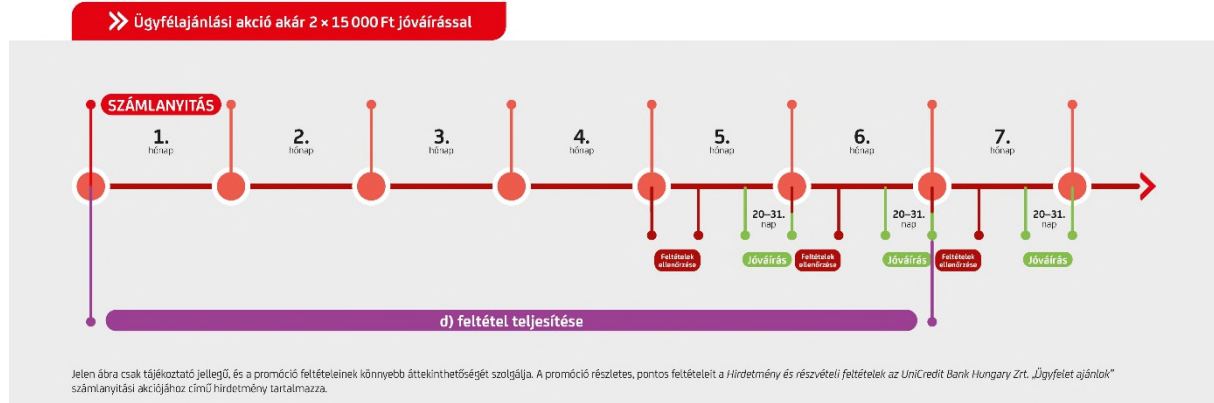 Ügyfélajánlási akció akár 2 × 15 000 Ft jóváírással
SZÁMLANYITÁS
1.
hónap
2.
hónap
3.
hónap
4.
hónap
5.
hónap
6.
hónap
7.
hónap
20–31.
nap
20–31.
nap
20–31.
nap
Feltételek
ellenőrzése
Jóváírás
Feltételek
ellenőrzése
Jóváírás
Feltételek
ellenőrzése
Jóváírás
d) feltétel teljesítése
Jelen ábra csak tájékoztató jellegű, és a promóció feltételeinek könnyebb áttekinthetőségét szolgálja. A promóció részletes, pontos feltételeit a Hirdetmény és részvételi feltételek az UniCredit Bank Hungary Zrt. „Ügyfelet ajánlok”
számlanyitási akciójához című hirdetmény tartalmazza.